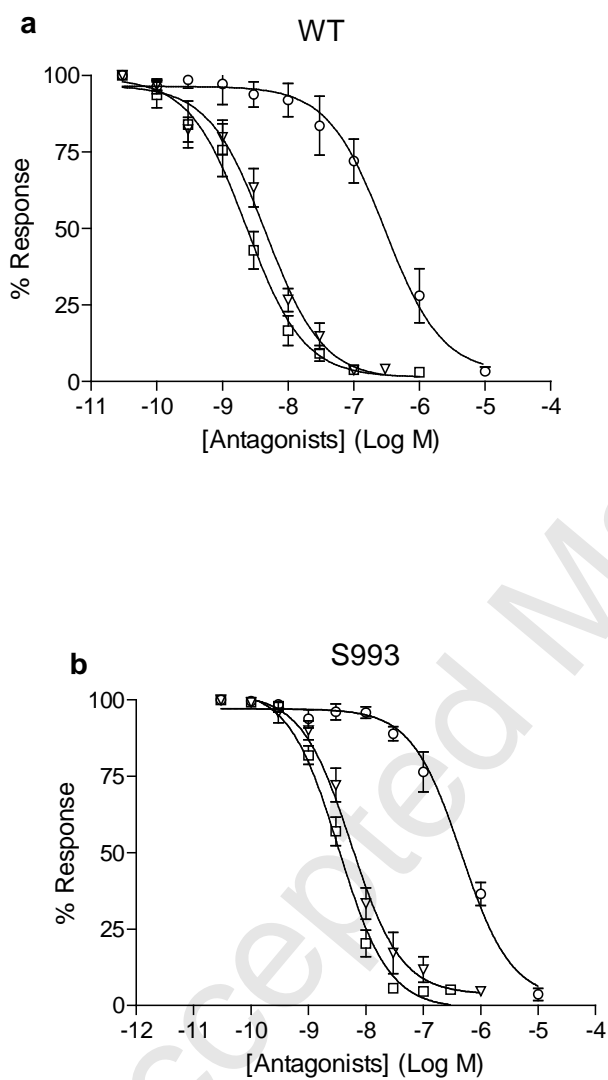 a
WT
100
75
50
25
0
% Response
-11 -10 -9 -8 -7 -6 -5 -4
[Antagonists] (Log M)
b
S993
100
75
50
25
0
% Response
-12 -11 -10 -9 -8 -7 -6 -5 -4
[Antagonists] (Log M)
ccepted M